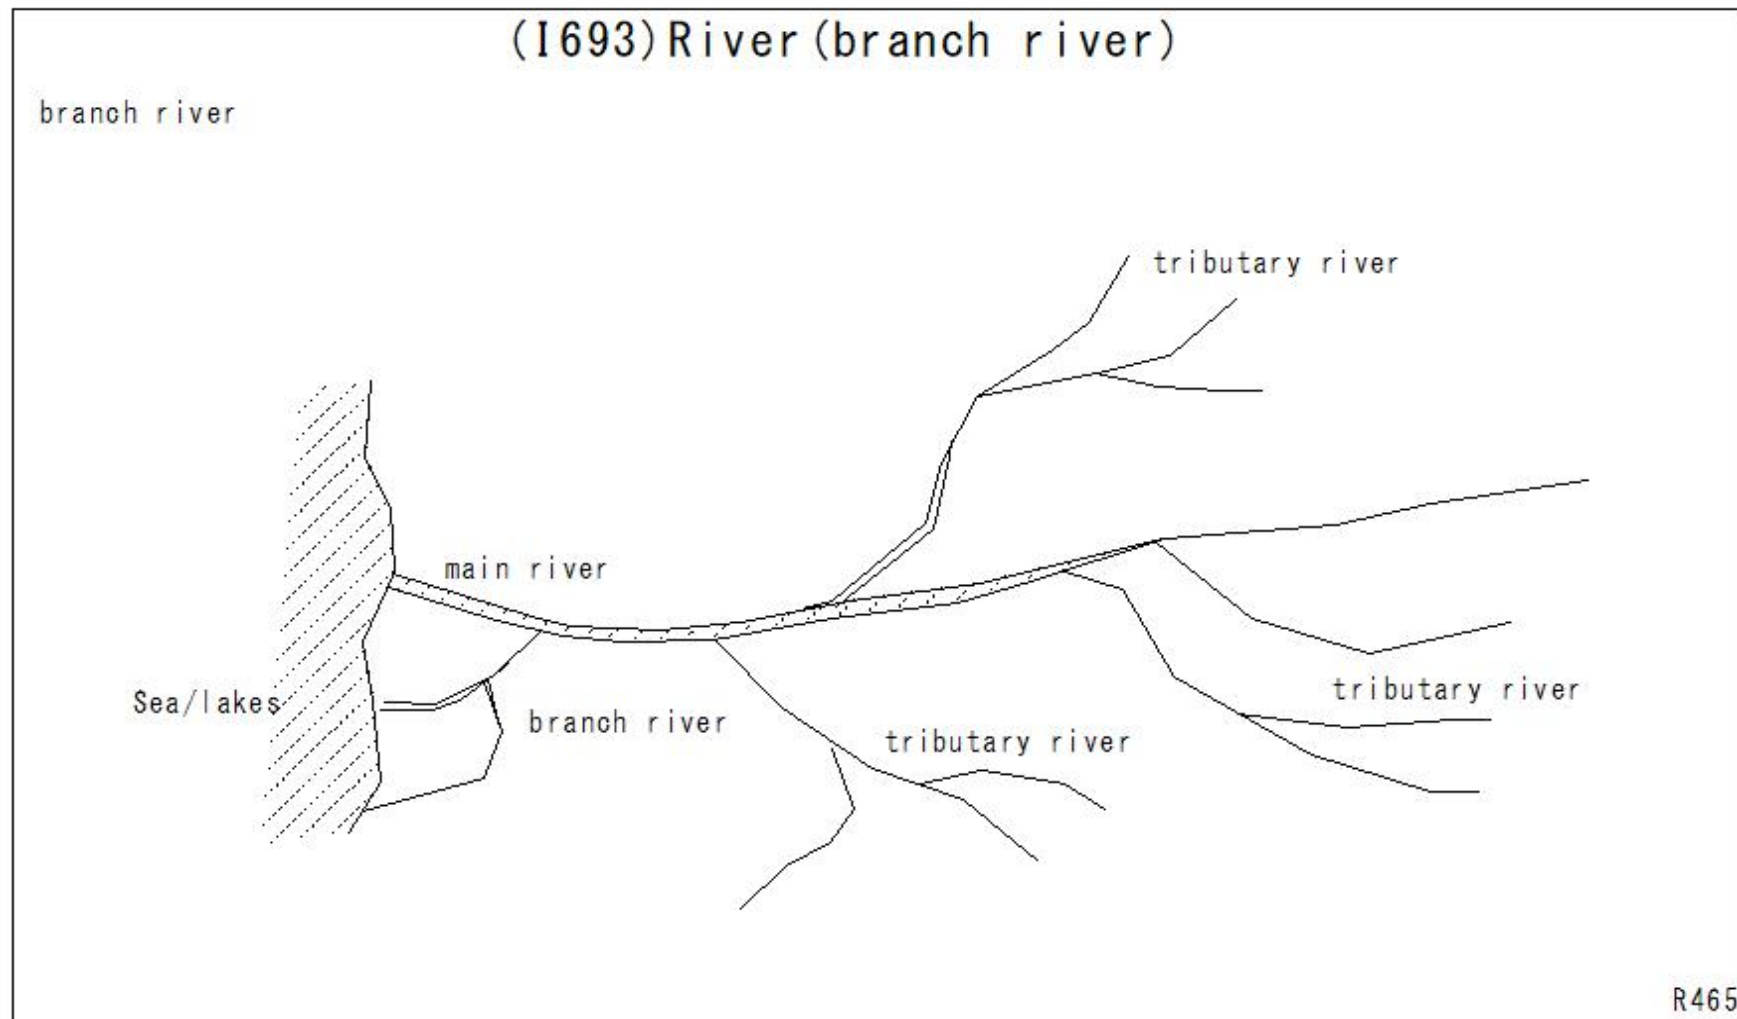 (I693)River(branch river)
branch river
tributary river
main river
Sea/lakes
branch river
tributary river
tributary river
R465